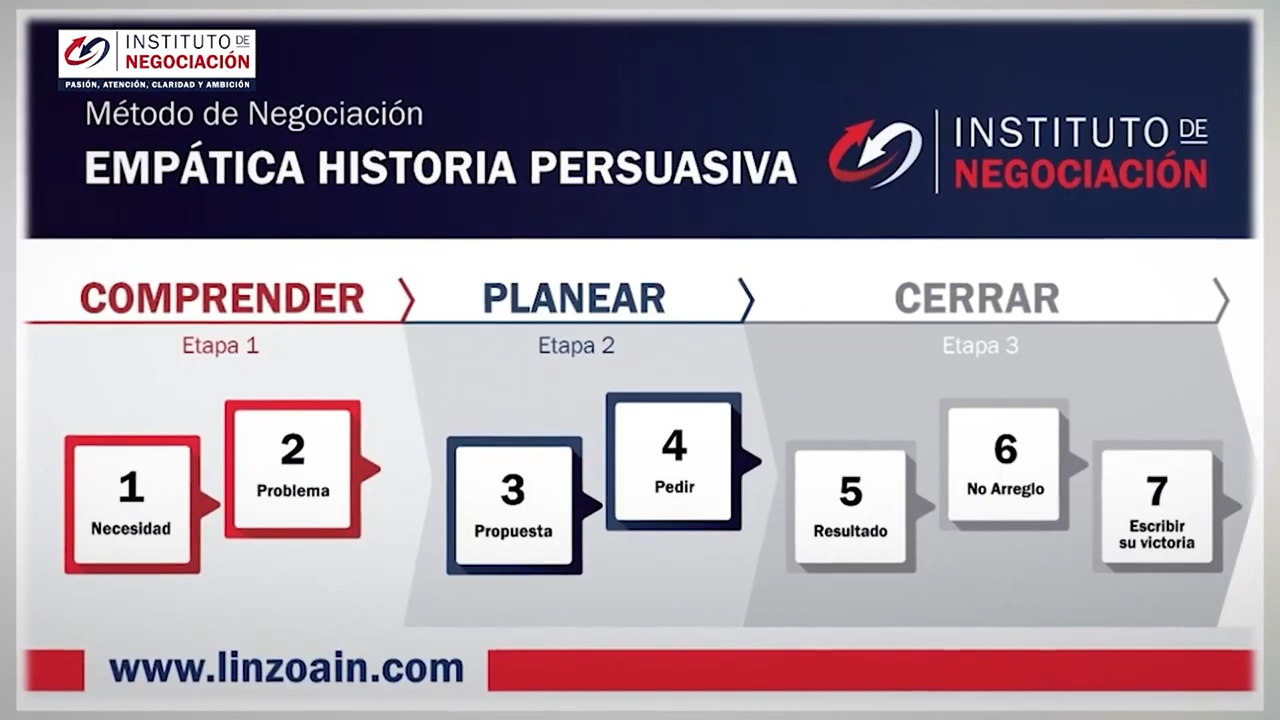 INSTITUTO DE
NEGOCIACIÓN
PASIÓN, ATENCIÓN, CLARIDAD Y AMBICIÓN
Método de Negociación
EMPÁTICA HISTORIA PERSUASIVA
INSTITUTO DE
NEGOCIACIÓN
COMPRENDER
PLANEAR
CERRAR
Etapa 1
Etapa 2
Etapa 3
1
Necesidad
2
Problema
3
Propuesta
4
Pedir
5
Resultado
6
No Arreglo
7
Escribir
su victoria
www.linzoain.com